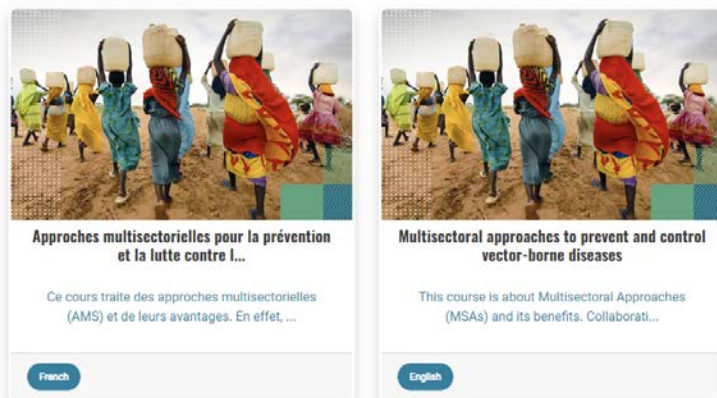 Approches multisectorielles pour la prévention
et la lutte contre l...
Ce cours traite des approches multisectorielles
(AMS) et de leurs avantages. En effet, ...
French
Multisectoral approaches to prevent and control
vector-borne diseases
This course is about Multisectoral Approaches
(MSAs) and its benefits. Collaborati...
English